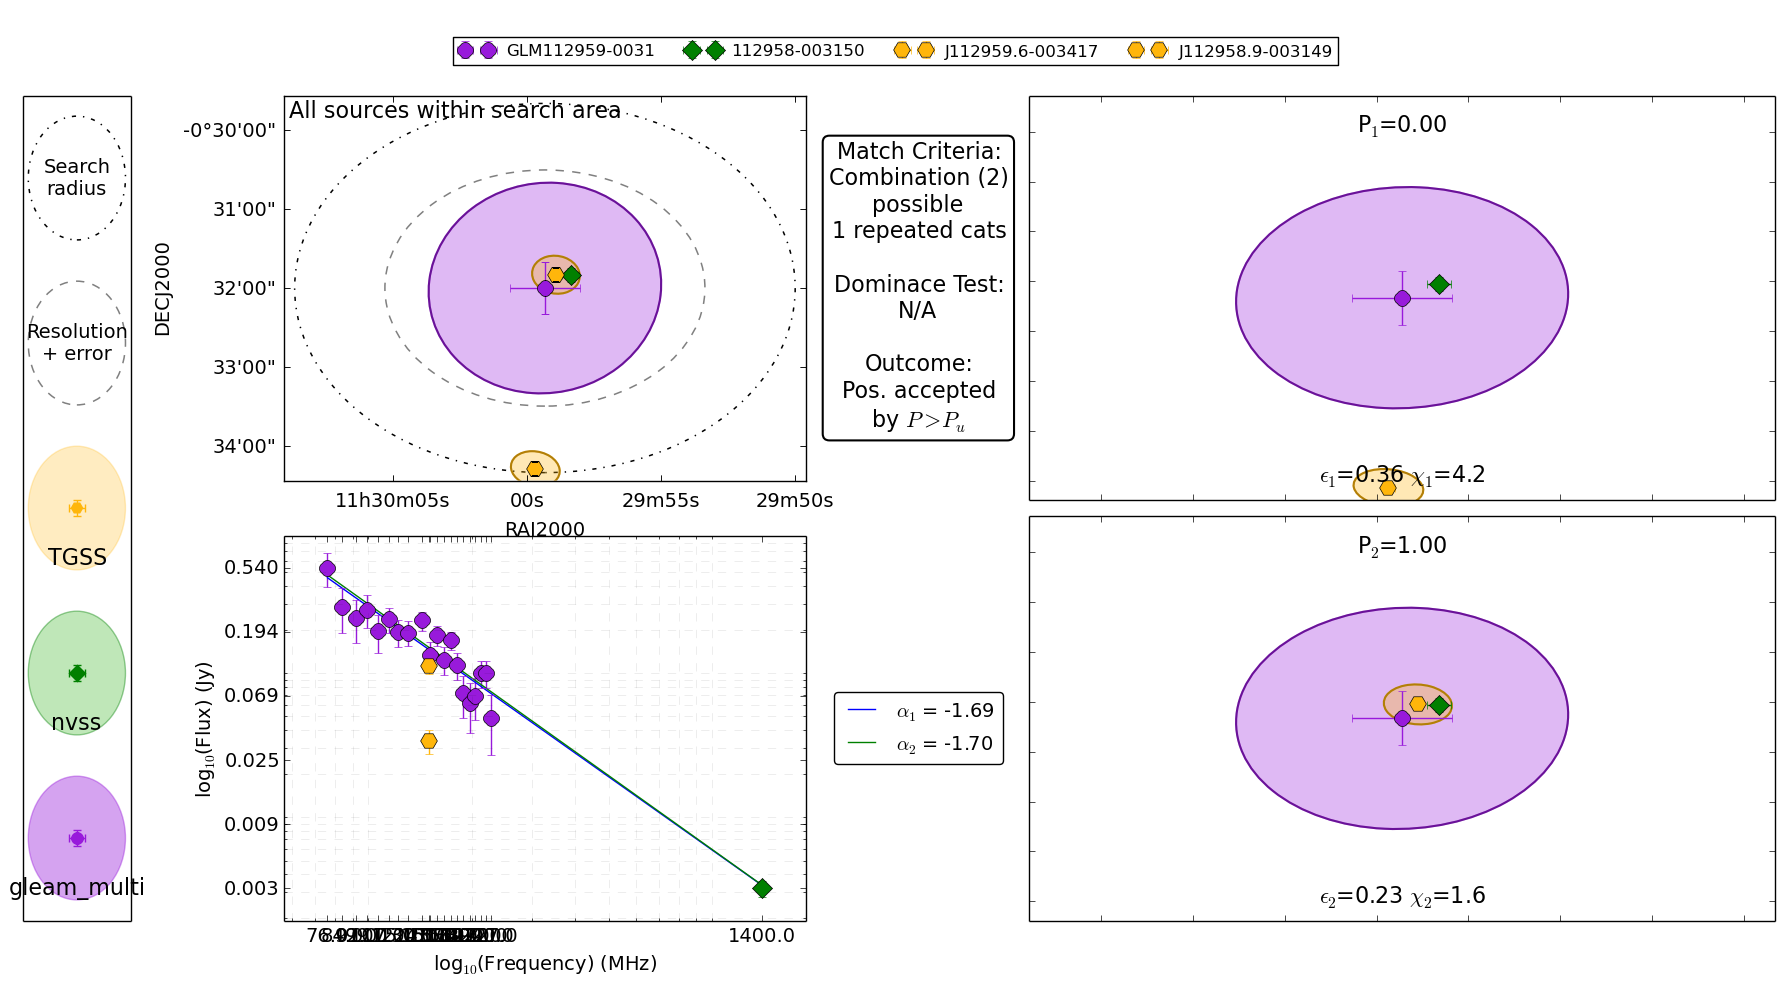 GLM112959-0031 112958-003150 J112959.6-003417 J112958.9-003149
Search
radius
Resolution
+ error
TGSS
nvss
gleam_multi
All sources within search area
-0°30'00"
31'00"
32'00"
33'00"
34'00"
DECJ2000
11h30m05s 00s 29m55s 29m50s
RAJ2000
Match Criteria:
Combination (2)
possible
1 repeated cats
Dominace Test:
N/A
Outcome:
Pos. accepted
by P>Pu
P1=0.00
ϵ1=0.36 χ1=4.2
P2=1.00
ϵ2=0.23 χ2=1.6
0.540
0.194
0.069
0.025
0.009
0.003
log10(Flux) (Jy)
1400.0
log10(Frequency) (MHz)
α1 = -1.69
α2 = -1.70